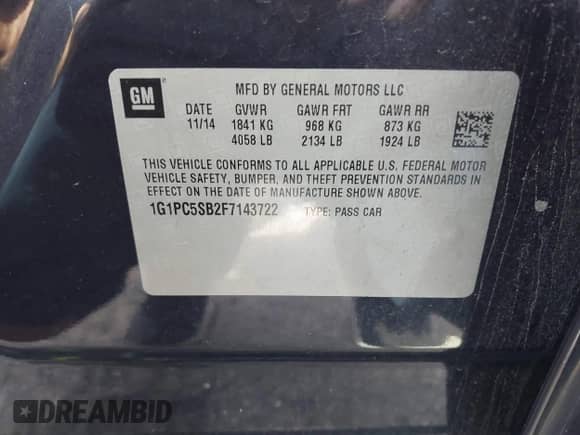 GM
MFD BY GENERAL MOTORS LLC
DATE GVWR GAWR FRT GAWR RR
11/14 1841 KG 968 KG 873 KG
4058 LB 2134 LB 1924 LB
THIS VEHICLE CONFORMS TO ALL APPLICABLE U.S. FEDERAL MOTOR
VEHICLE SAFETY, BUMPER, AND THEFT PREVENTION STANDARDS IN
EFFECT ON THE DATE OF MANUFACTURE SHOWN ABOVE.
1G1PC5SB2F7143722 TYPE: PASS CAR
DREAMBID